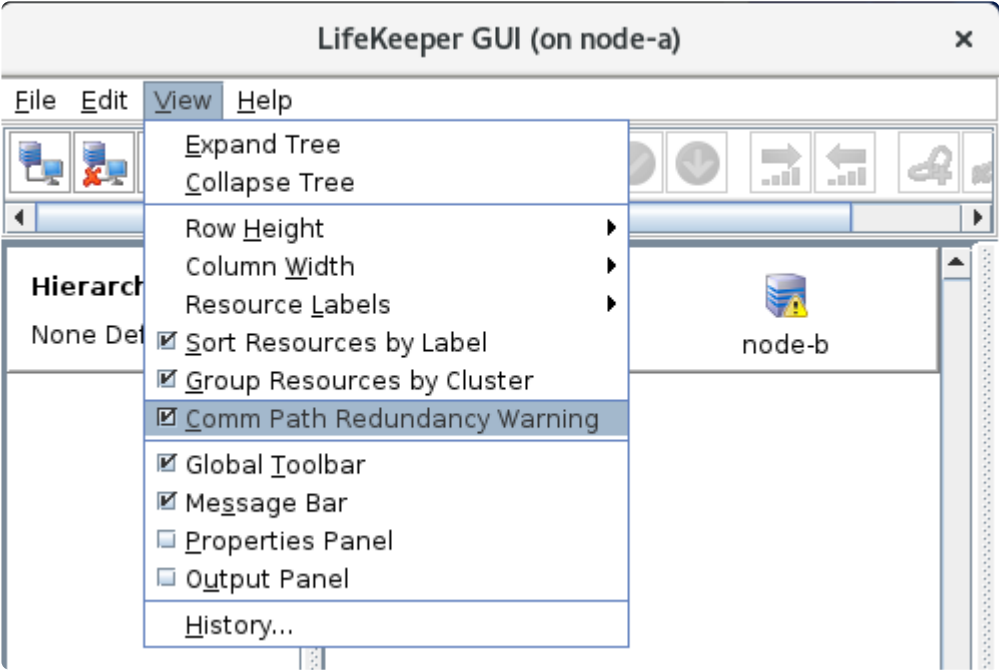 LifeKeeper GUI (on node-a)
File Edit View Help
Expand Tree
Collapse Tree
Row Height
Column Width
Resource Labels
Sort Resources by Label
Group Resources by Cluster
Comm Path Redundancy Warning
Global Toolbar
Message Bar
Properties Panel
Output Panel
History...
Hierarch
None Def
node-b